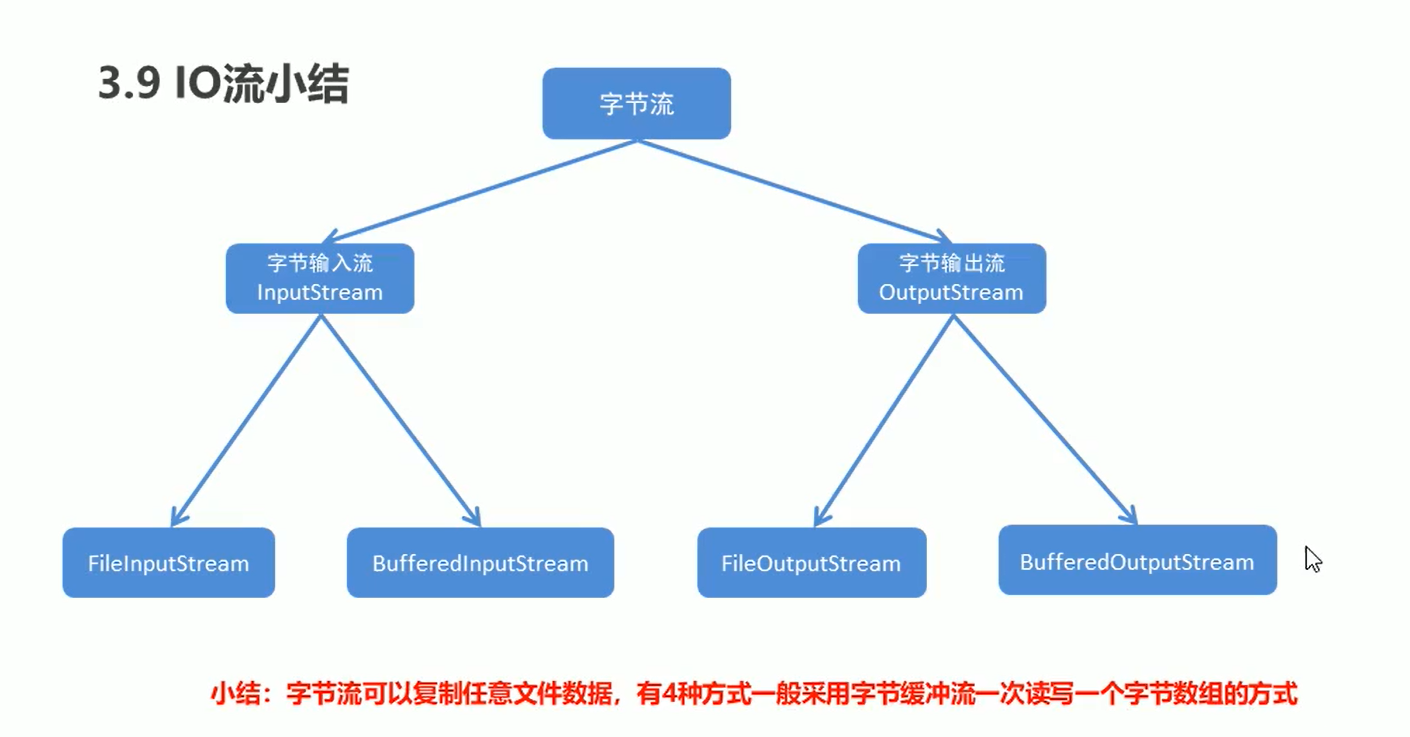 3.9 IO流小结
字节流
字节输入流
InputStream
字节输出流
OutputStream
FileInputStream
BufferedInputStream
FileOutputStream
BufferedOutputStream
小结：字节流可以复制任意文件数据，有4种方式一般采用字节缓冲流一次读写一个字节数组的方式